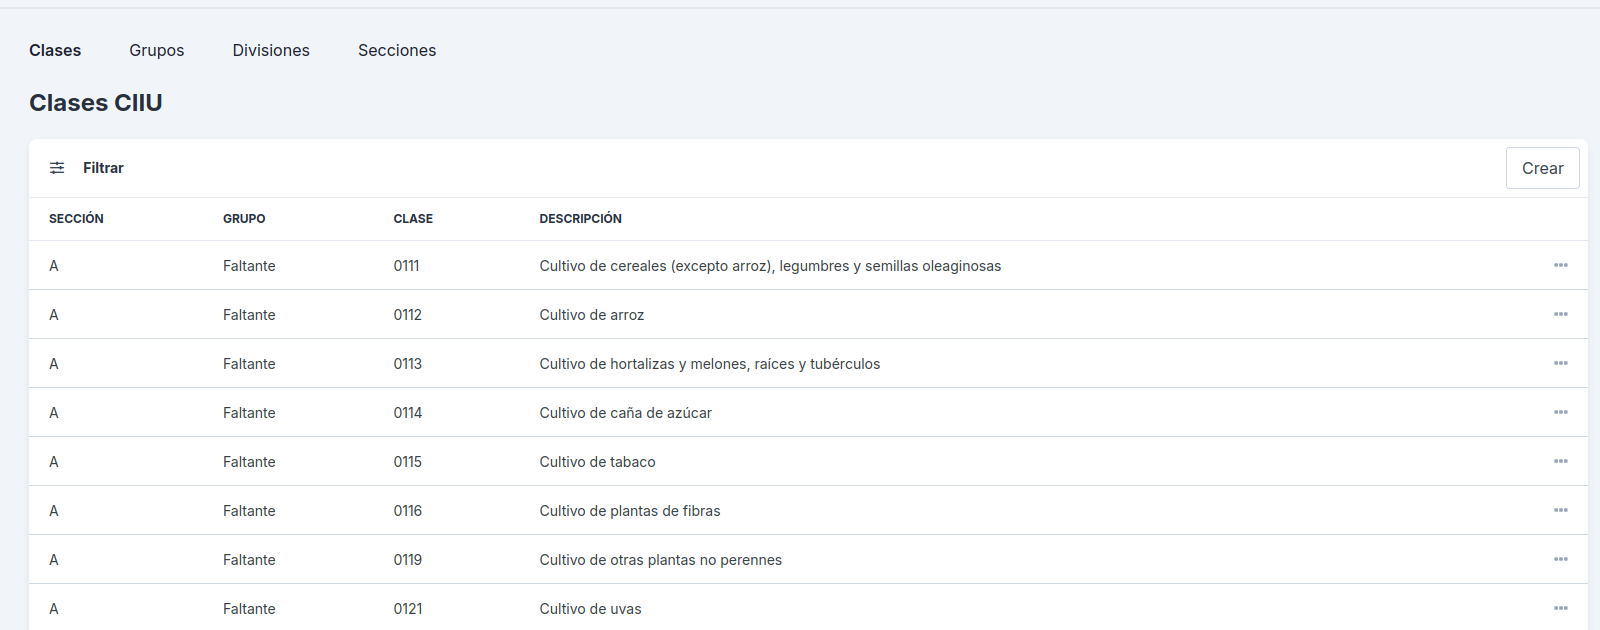 Clases Grupos Divisiones Secciones
Clases CIIU
Filtrar Crear
SECCIÓN GRUPO CLASE DESCRIPCIÓN
A Faltante 0111 Cultivo de cereales (excepto arroz), legumbres y semillas oleaginosas
A Faltante 0112 Cultivo de arroz
A Faltante 0113 Cultivo de hortalizas y melones, raíces y tubérculos
A Faltante 0114 Cultivo de caña de azúcar
A Faltante 0115 Cultivo de tabaco
A Faltante 0116 Cultivo de plantas de fibras
A Faltante 0119 Cultivo de otras plantas no perennes
A Faltante 0121 Cultivo de uvas